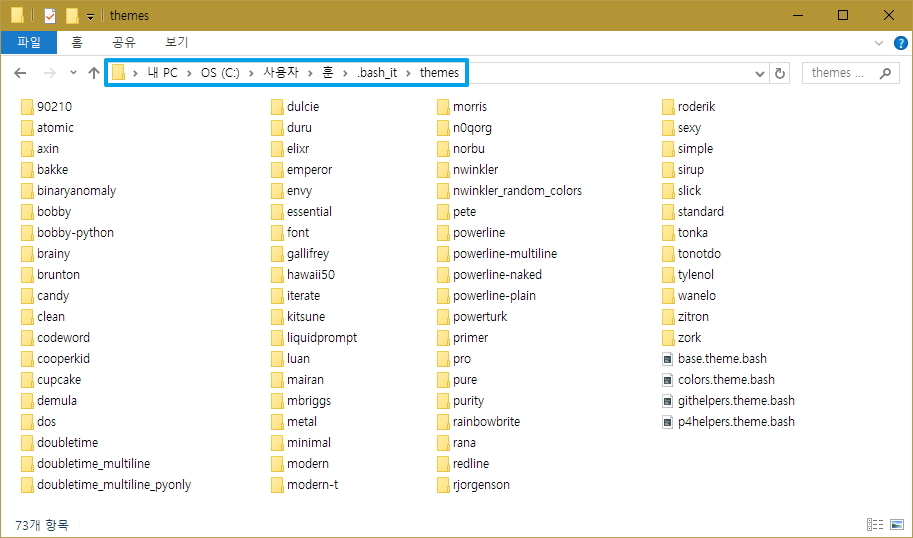 themes
파일 홈 공유 보기
내 PC OS (C:) 사용자 훈 .bash_it themes
themes ...
90210
atomic
axin
bakke
binaryanomaly
bobby
bobby-python
brainy
brunton
candy
clean
codeword
cooperkid
cupcake
demula
dos
doubletime
doubletime_multiline
doubletime_multiline_pyonly
dulcie
duru
elixr
emperor
envy
essential
font
gallifrey
hawaii50
iterate
kitsune
liquidprompt
luan
mairan
mbriggs
metal
minimal
modern
modern-t
morris
n0qorg
norbu
nwinkler
nwinkler_random_colors
pete
powerline
powerline-multiline
powerline-naked
powerline-plain
powerturk
primer
pro
pure
purity
rainbowbrite
rana
redline
rjorgenson
roderik
sexy
simple
sirup
slick
standard
tonka
tonotdo
tylenol
wanelo
zitron
zork
base.theme.bash
colors.theme.bash
githelpers.theme.bash
p4helpers.theme.bash
73개 항목